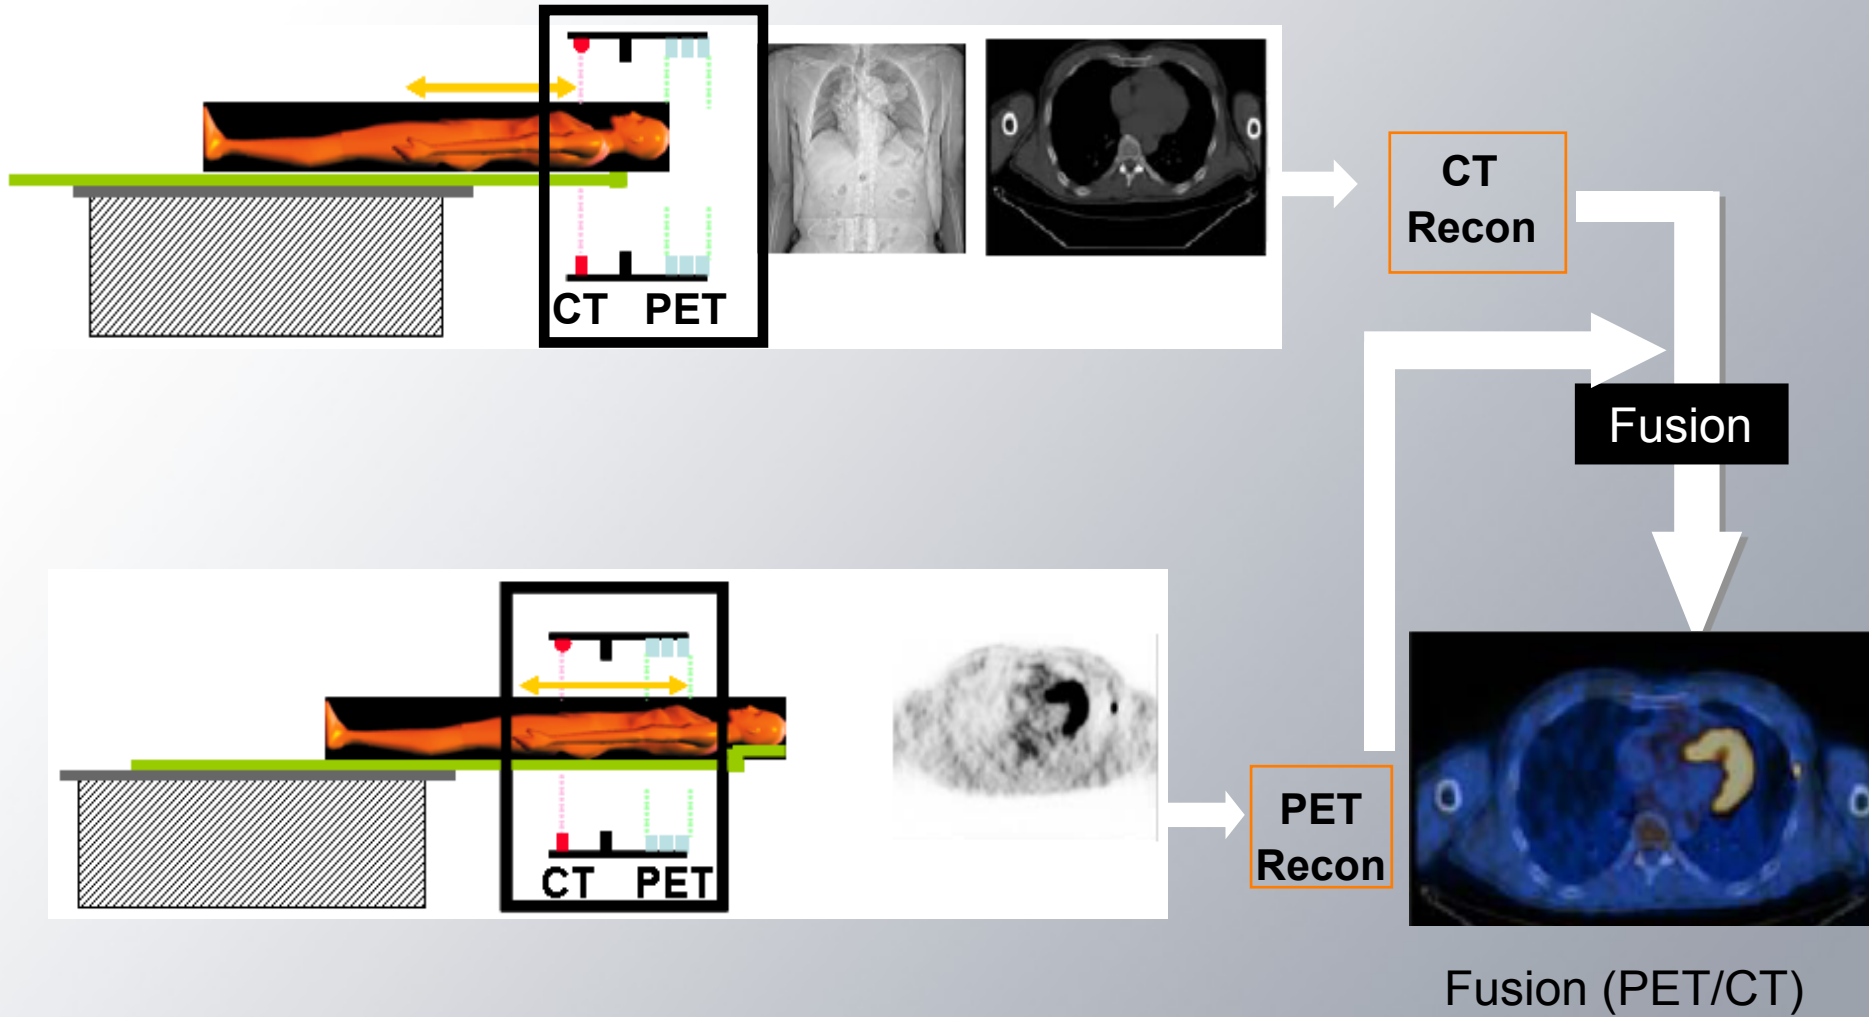 CT PET
CT
Recon
Fusion
CT PET
PET
Recon
Fusion (PET/CT)